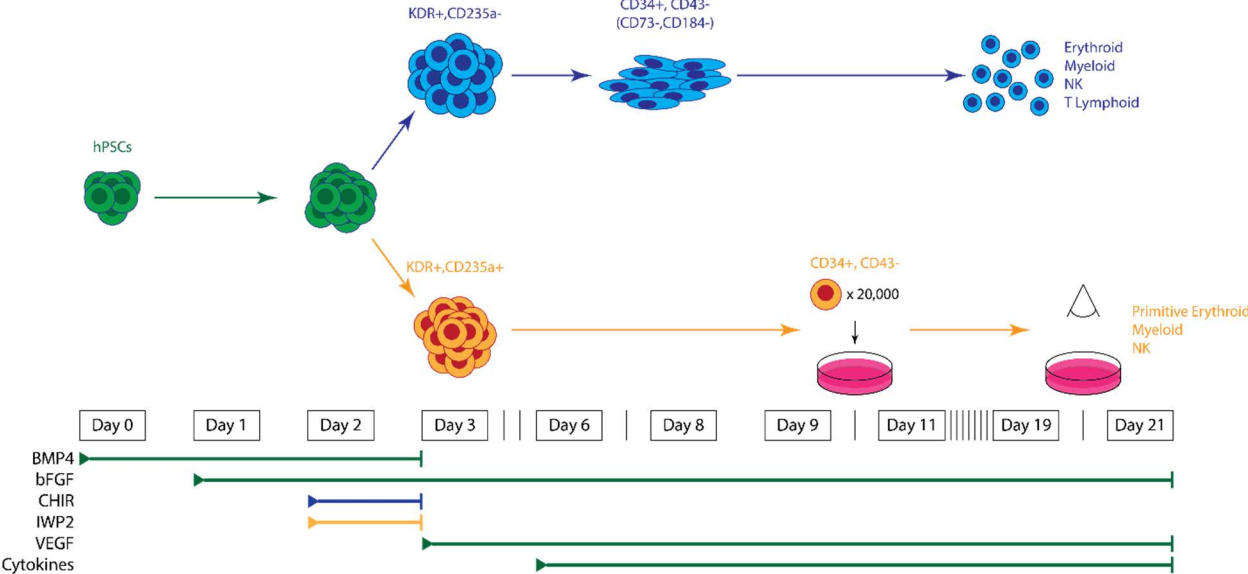 KDR+,CD235a-
CD34+, CD43-
(CD73-,CD184-)
Erythroid
Myeloid
NK
T Lymphoid
hPSCs
KDR+,CD235a+
CD34+, CD43-
x 20,000
Primitive Erythroid
Myeloid
NK
Day 0
Day 1
Day 2
Day 3
Day 6
Day 8
Day 9
Day 11
Day 19
Day 21
BMP4
bFGF
CHIR
IWP2
VEGF
Cytokines